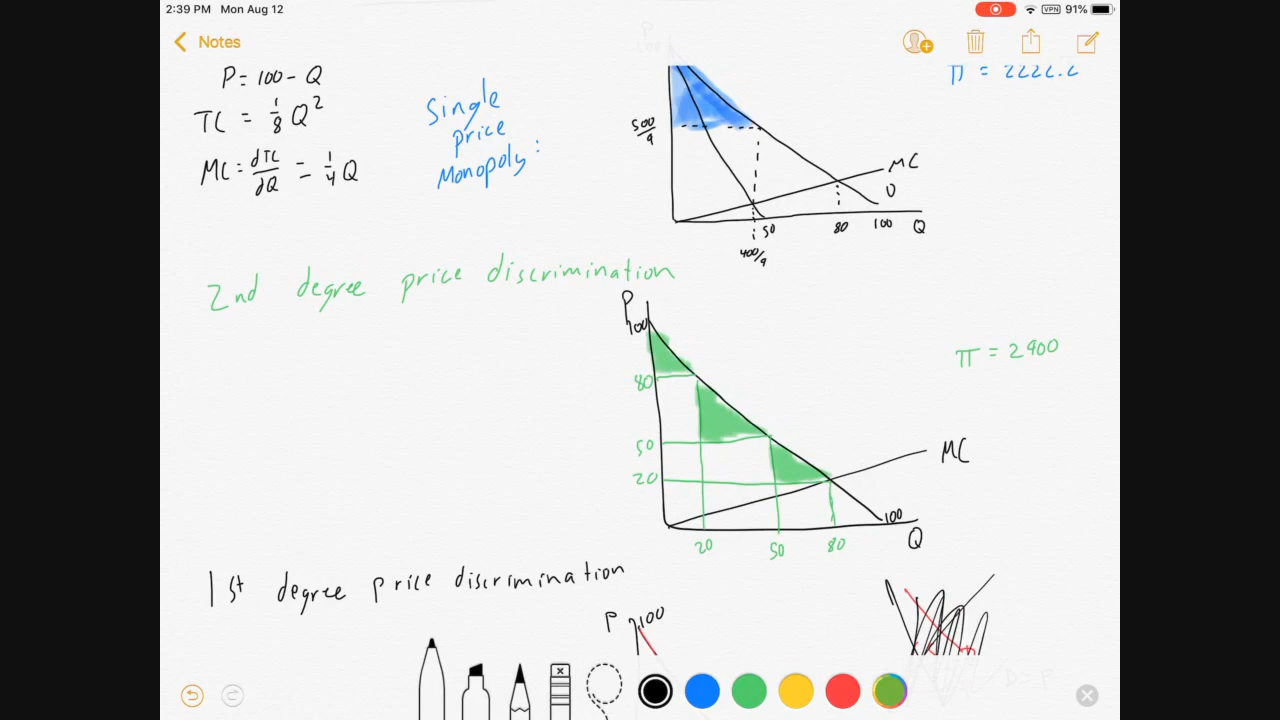 2:39 PM Mon Aug 12
VPN 91%
Notes
P = 100 - Q
TC = 1/8 Q²
MC = dTC/dQ = 1/4 Q
Single
price
Monopoly:
500/9
MC
D
50
80
100
Q
400/9
2nd degree price discrimination
P
100
80
50
20
20
50
80
100
Q
MC
π = 2900
1st degree price discrimination
P
100